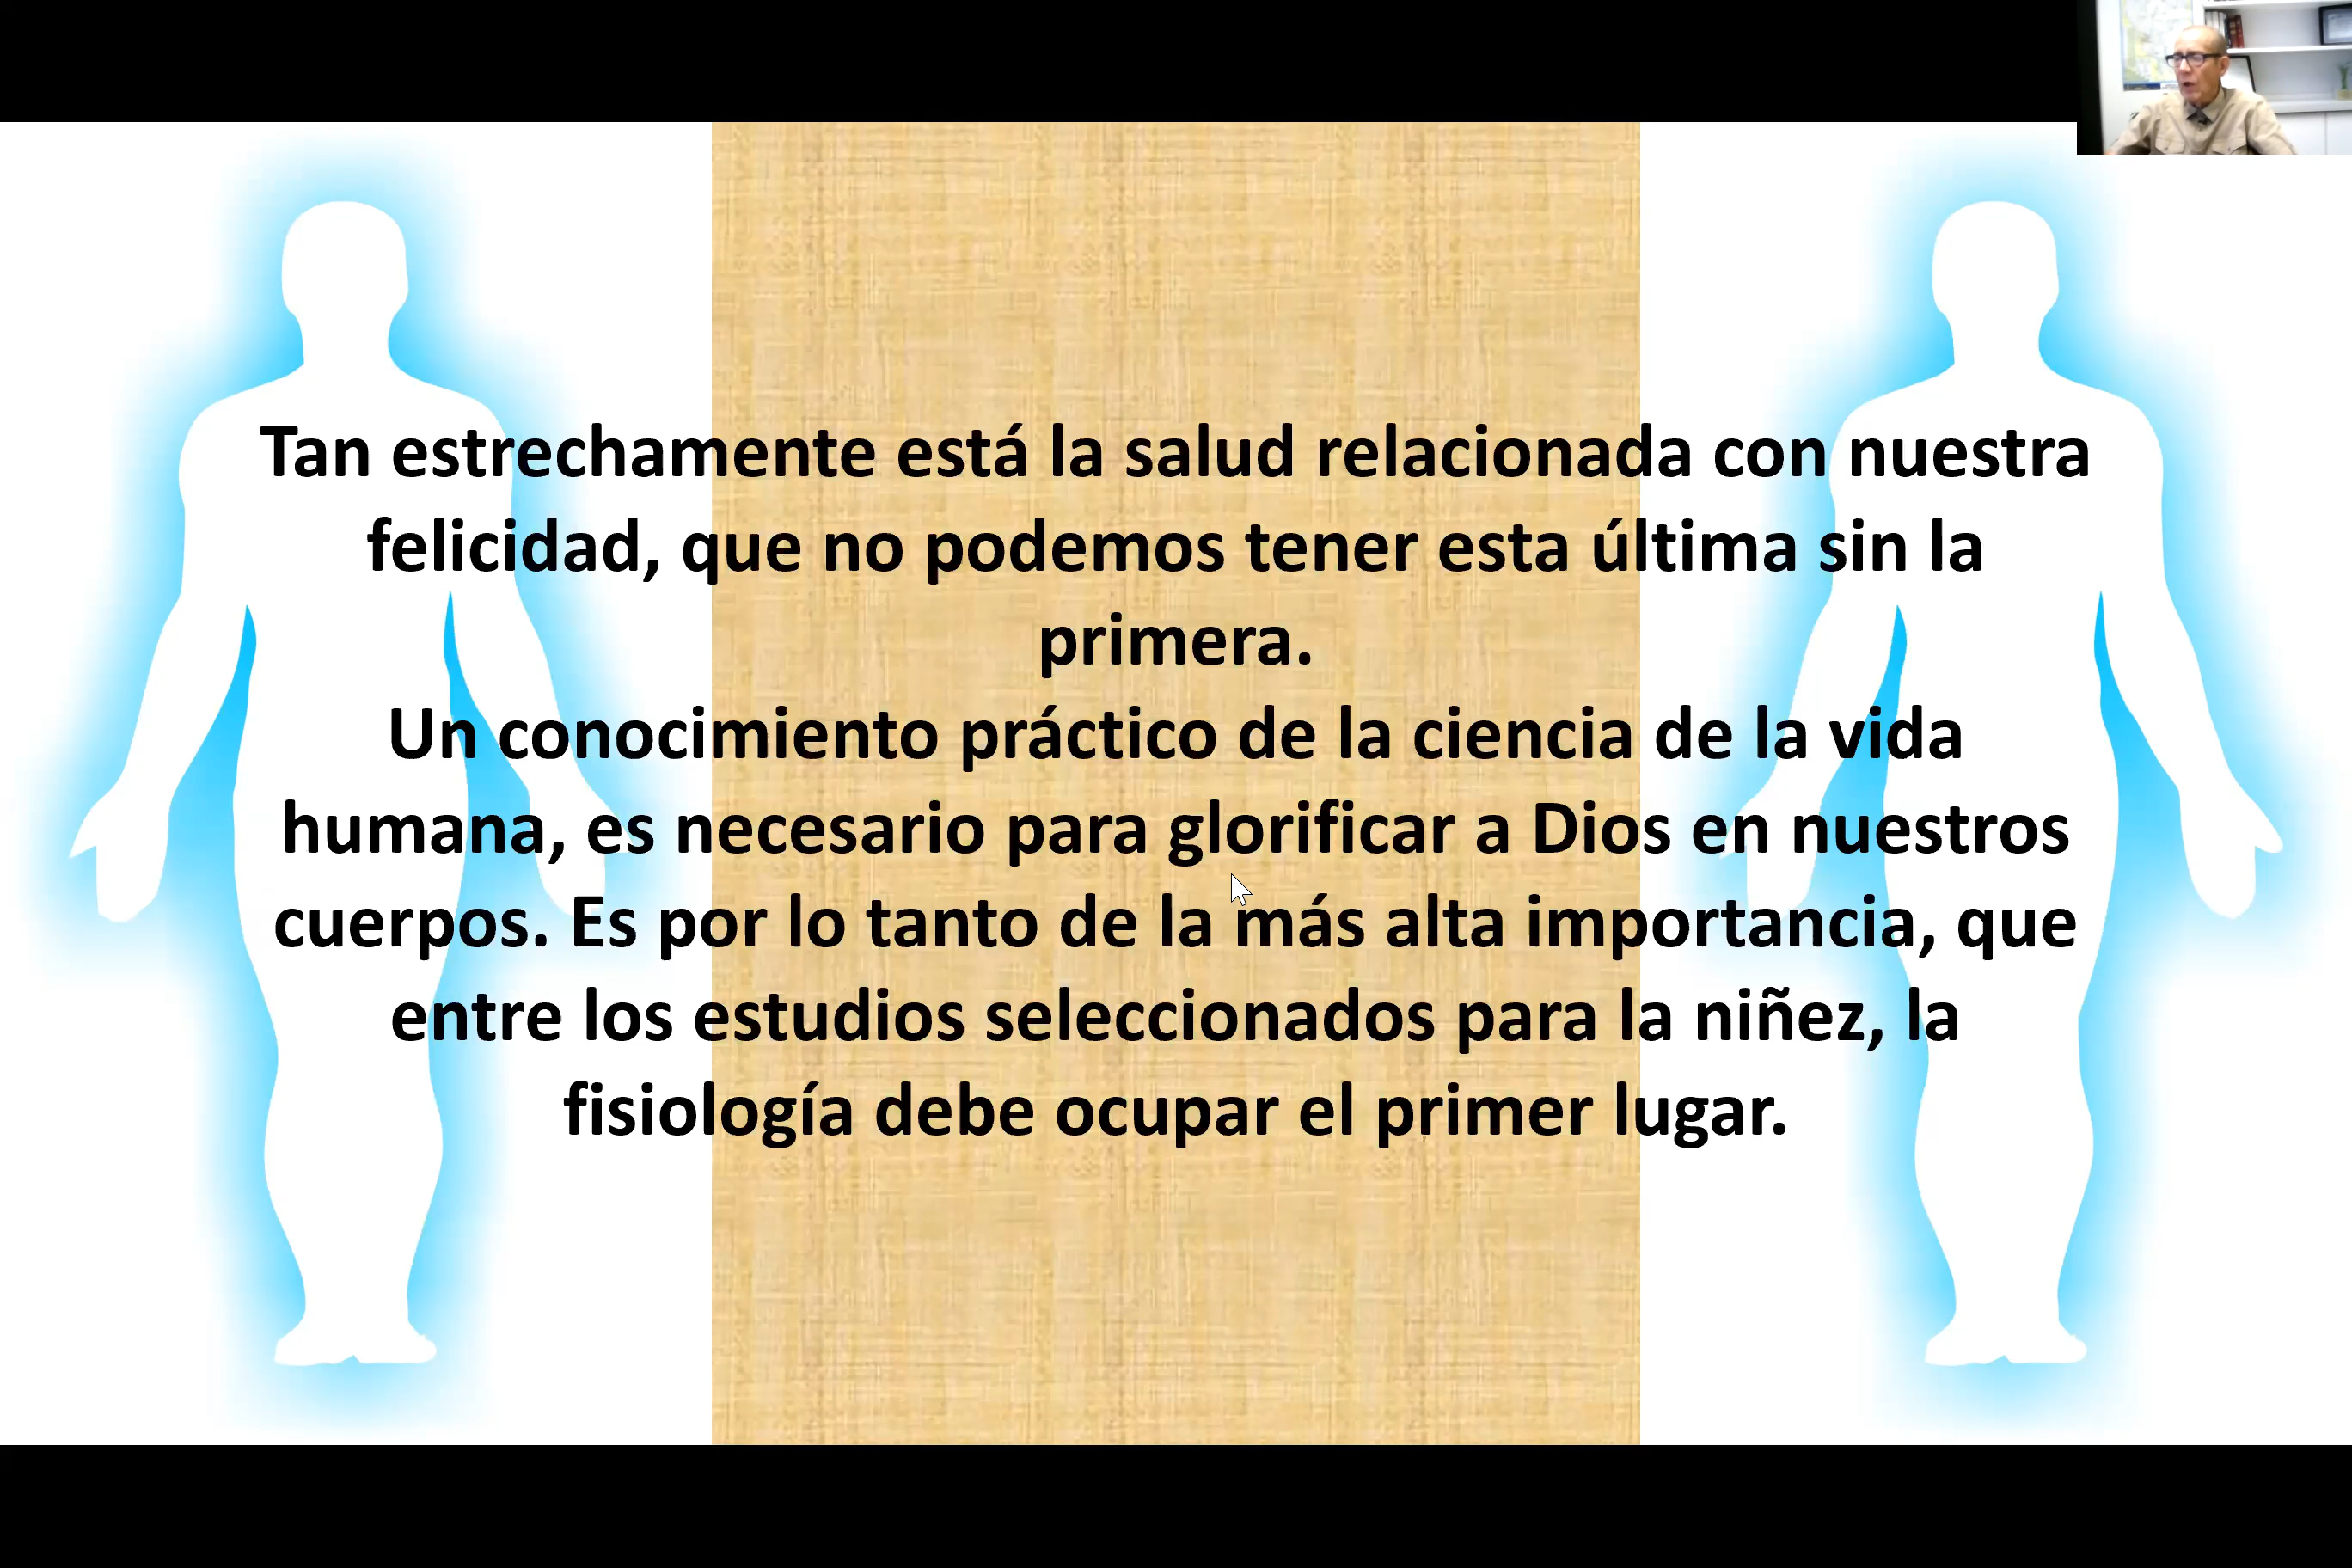 Tan estrechamente está la salud relacionada con nuestra
felicidad, que no podemos tener esta última sin la
primera.
Un conocimiento práctico de la ciencia de la vida
humana, es necesario para glorificar a Dios en nuestros
cuerpos. Es por lo tanto de la más alta importancia, que
entre los estudios seleccionados para la niñez, la
fisiología debe ocupar el primer lugar.